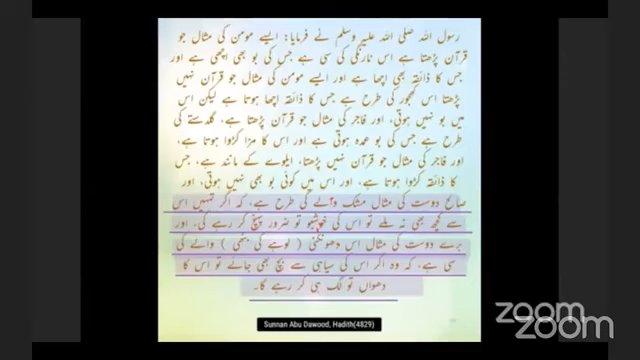 رسول اللہ صلی اللہ علیہ وسلم نے فرمایا: ایسے مومن کی مثال جو
قرآن پڑھتا ہے اس نارنگی کی سی ہے جس کی بو بھی اچھی ہے اور
جس کا ذائقہ بھی اچھا ہے اور ایسے مومن کی مثال جو قرآن نہیں
پڑھتا اس کھجور کی طرح ہے جس کا ذائقہ اچھا ہوتا ہے لیکن اس
میں بو نہیں ہوتی، اور فاجر کی مثال جو قرآن پڑھتا ہے، گلدستے کی
طرح ہے جس کی بو عمدہ ہوتی ہے اور اس کا مزا کڑوا ہوتا ہے،
اور فاجر کی مثال جو قرآن نہیں پڑھتا، ایلوے کے مانند ہے، جس
کا ذائقہ کڑوا ہوتا ہے، اور اس میں کوئی بو بھی نہیں ہوتی، اور
صالح دوست کی مثال مشک والے کی طرح ہے، کہ اگر تمہیں اس
سے کچھ بھی نہ ملے تو اس کی خوشبو تو ضرور پہنچ کر رہے گی، اور
برے دوست کی مثال اس دھونکنی ( لوہے کی بھٹی ) والے کی
سی ہے، کہ وہ اگر اس کی سیاہی سے بچ بھی جائے تو اس کا
دھواں تو لگ ہی کر رہے گا۔
Sunnan Abu Dawood, Hadith(4829)
zoom
zoom